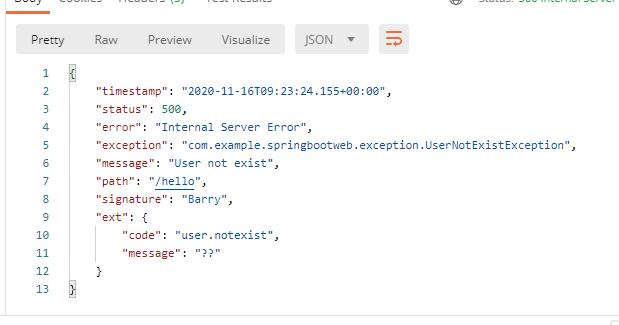 Body Cookies Headers (5) Test Results Status: 500 Internal Server
Pretty Raw Preview Visualize JSON
1 {
2 "timestamp": "2020-11-16T09:23:24.155+00:00",
3 "status": 500,
4 "error": "Internal Server Error",
5 "exception": "com.example.springbootweb.exception.UserNotExistException",
6 "message": "User not exist",
7 "path": "/hello",
8 "signature": "Barry",
9 "ext": {
10 "code": "user.notexist",
11 "message": "??"
12 }
13 }